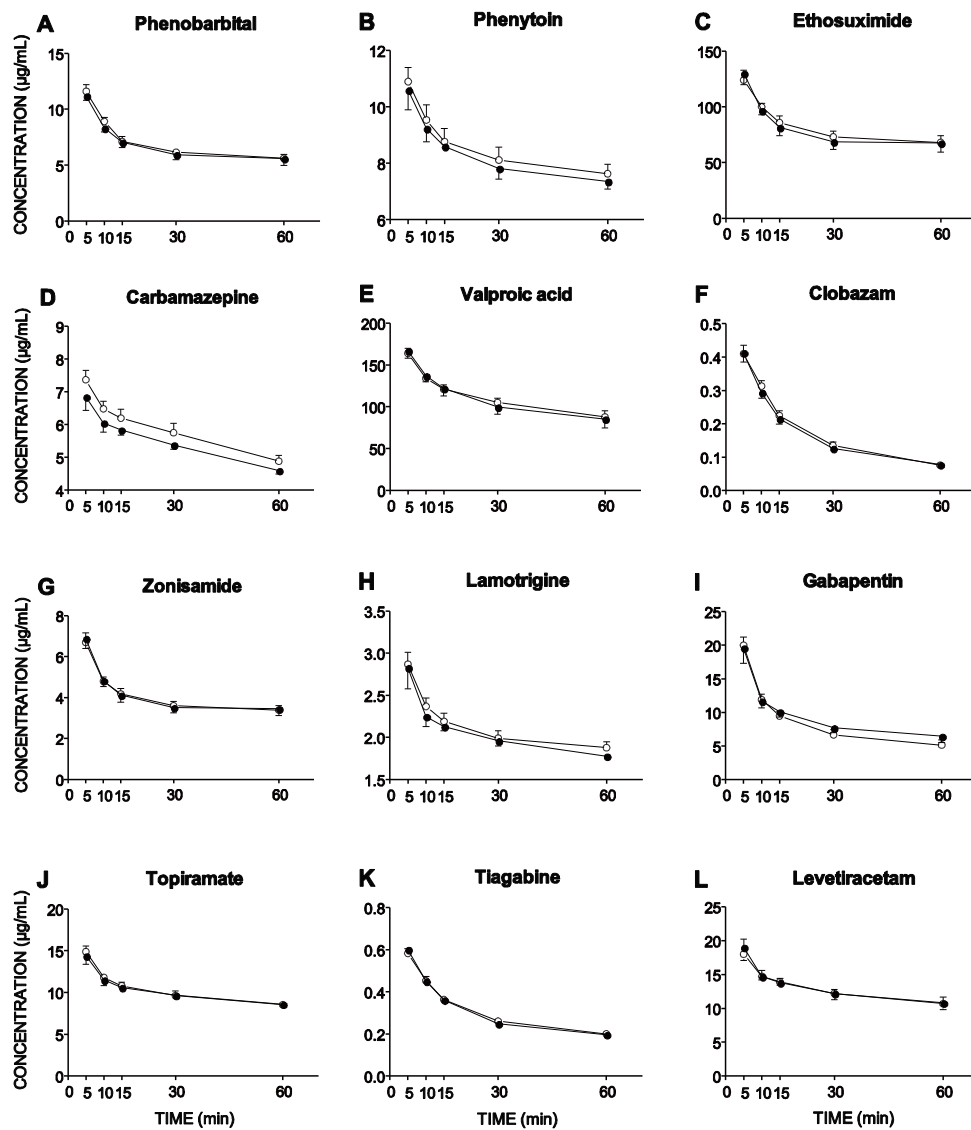 A Phenobarbital
CONCENTRATION (µg/mL)
15
10
5
0
0 5 10 15 30 60
B Phenytoin
12
10
8
6
0 5 10 15 30 60
C Ethosuximide
150
100
50
0
0 5 10 15 30 60
D Carbamazepine
CONCENTRATION (µg/mL)
9
8
7
6
5
4
0 5 10 15 30 60
E Valproic acid
200
150
100
50
0
0 5 10 15 30 60
F Clobazam
0.5
0.4
0.3
0.2
0.1
0.0
0 5 10 15 30 60
G Zonisamide
CONCENTRATION (µg/mL)
8
6
4
2
0
0 5 10 15 30 60
H Lamotrigine
3.5
3.0
2.5
2.0
1.5
0 5 10 15 30 60
I Gabapentin
25
20
15
10
5
0
0 5 10 15 30 60
J Topiramate
CONCENTRATION (µg/mL)
20
15
10
5
0
0 5 10 15 30 60
TIME (min)
K Tiagabine
0.8
0.6
0.4
0.2
0.0
0 5 10 15 30 60
TIME (min)
L Levetiracetam
25
20
15
10
5
0
0 5 10 15 30 60
TIME (min)